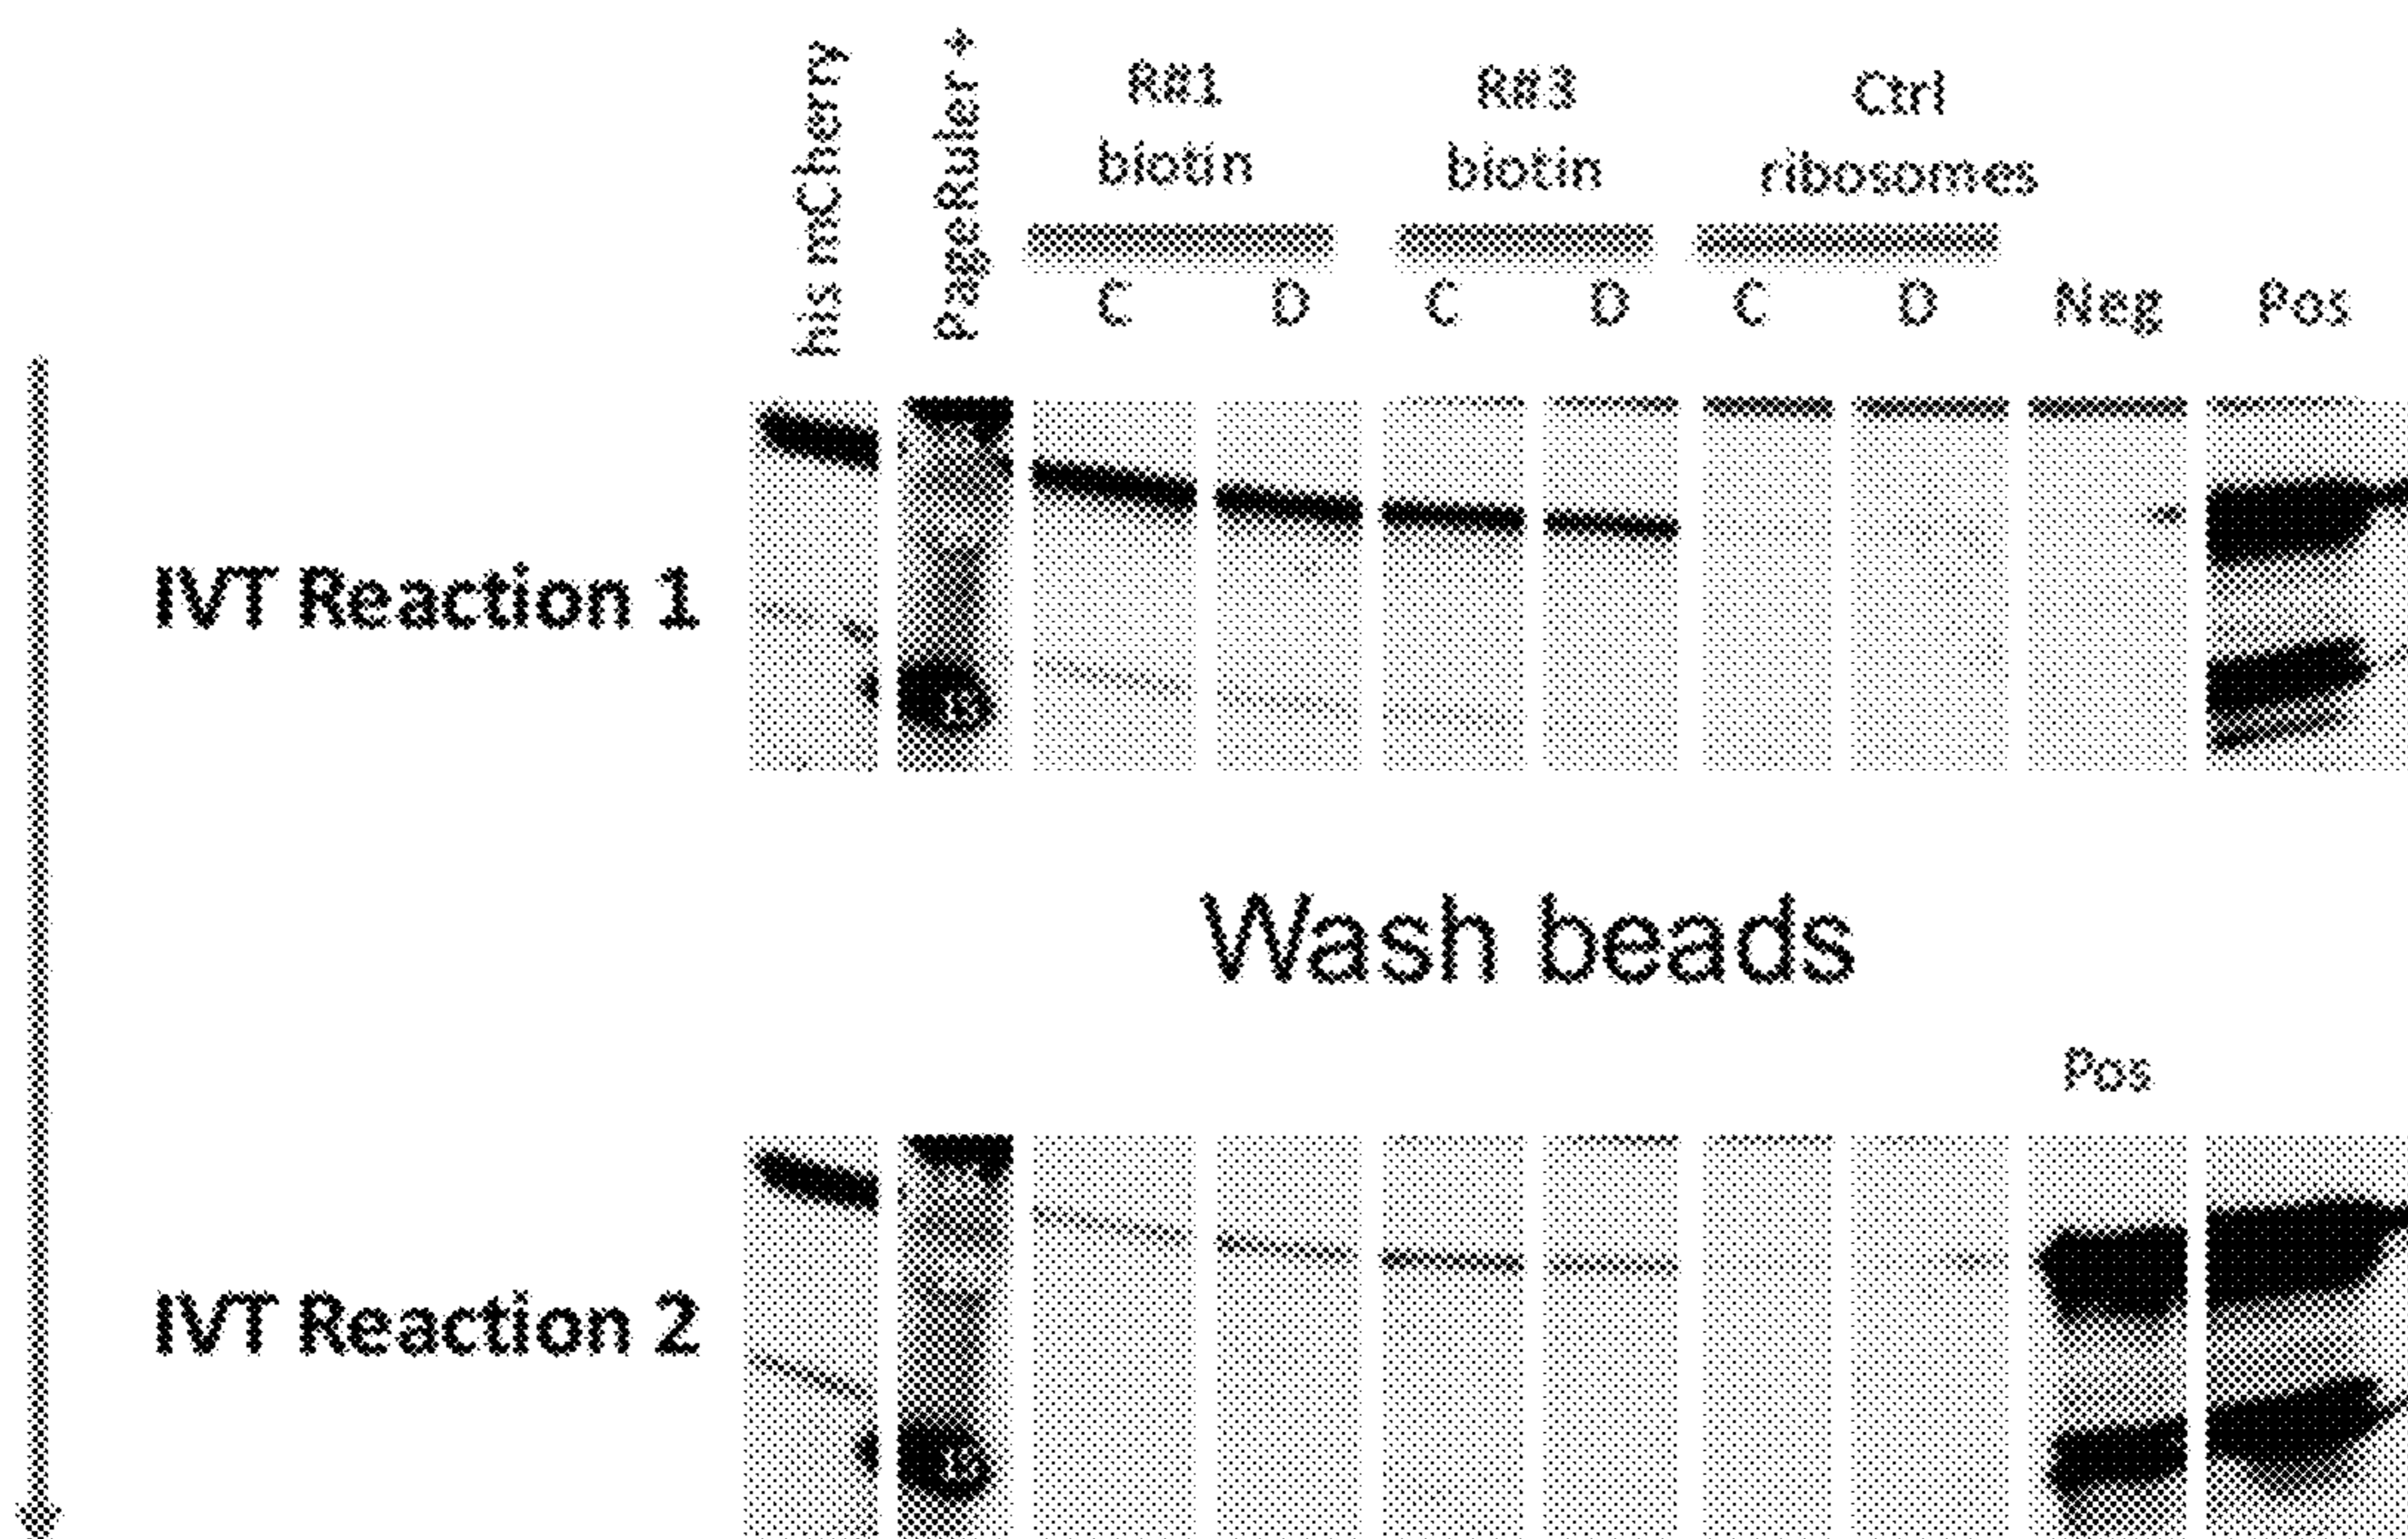 his mCherry
PageRuler +
R#1
biotin
R#3
biotin
Ctrl
ribosomes
C D C D C D Neg Pos
IVT Reaction 1
Wash beads
Pos
IVT Reaction 2